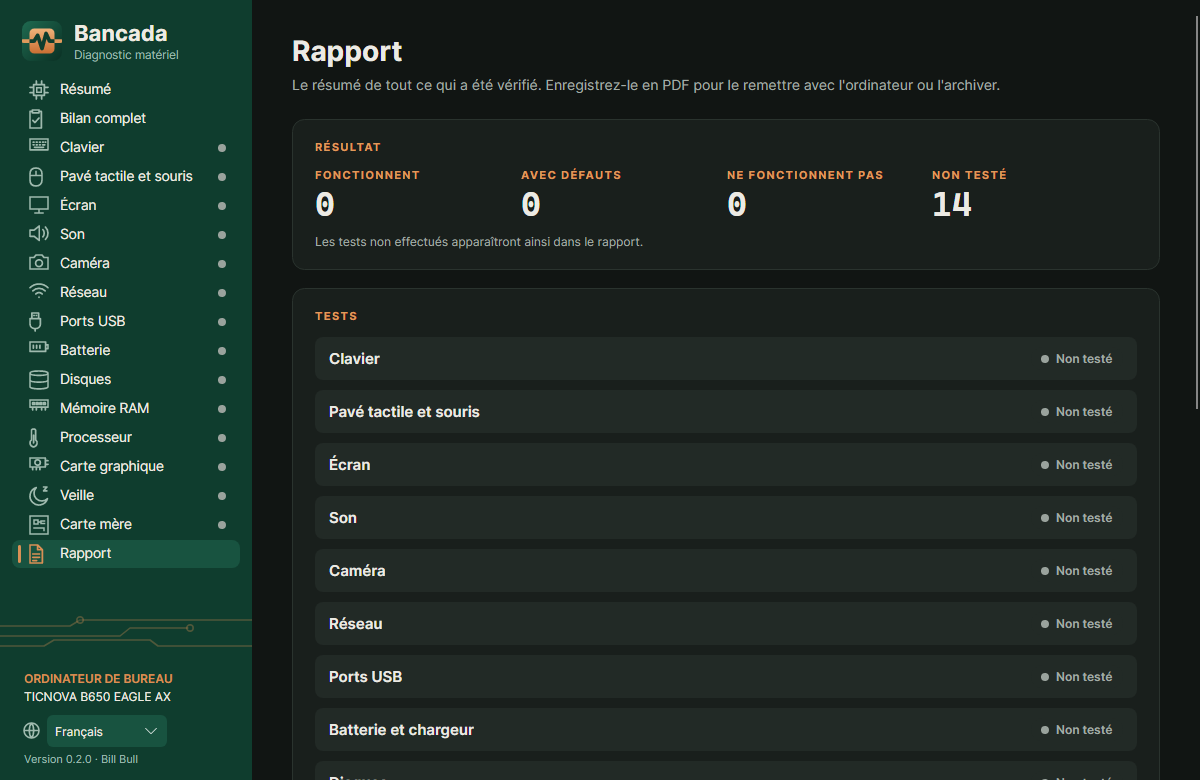 Bancada
Diagnostic matériel
Résumé
Bilan complet
Clavier
Pavé tactile et souris
Écran
Son
Caméra
Réseau
Ports USB
Batterie
Disques
Mémoire RAM
Processeur
Carte graphique
Veille
Carte mère
Rapport
ORDINATEUR DE BUREAU
TICNOVA B650 EAGLE AX
Français
Version 0.2.0 · Bill Bull
Rapport
Le résumé de tout ce qui a été vérifié. Enregistrez-le en PDF pour le remettre avec l'ordinateur ou l'archiver.
RÉSULTAT
FONCTIONNENT AVEC DÉFAUTS NE FONCTIONNENT PAS NON TESTÉ
0 0 0 14
Les tests non effectués apparaîtront ainsi dans le rapport.
TESTS
Clavier Non testé
Pavé tactile et souris Non testé
Écran Non testé
Son Non testé
Caméra Non testé
Réseau Non testé
Ports USB Non testé
Batterie et chargeur Non testé
Disques Non testé